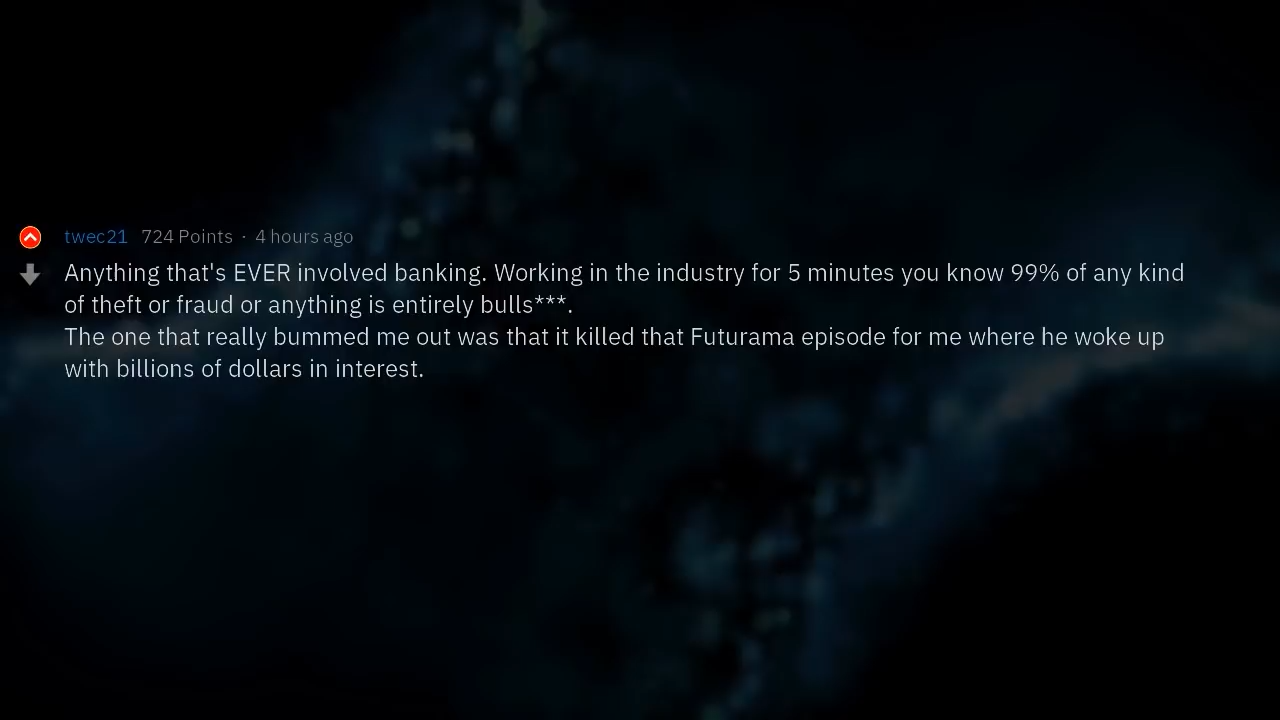 twec21 724 Points · 4 hours ago
Anything that's EVER involved banking. Working in the industry for 5 minutes you know 99% of any kind
of theft or fraud or anything is entirely bulls***.
The one that really bummed me out was that it killed that Futurama episode for me where he woke up
with billions of dollars in interest.